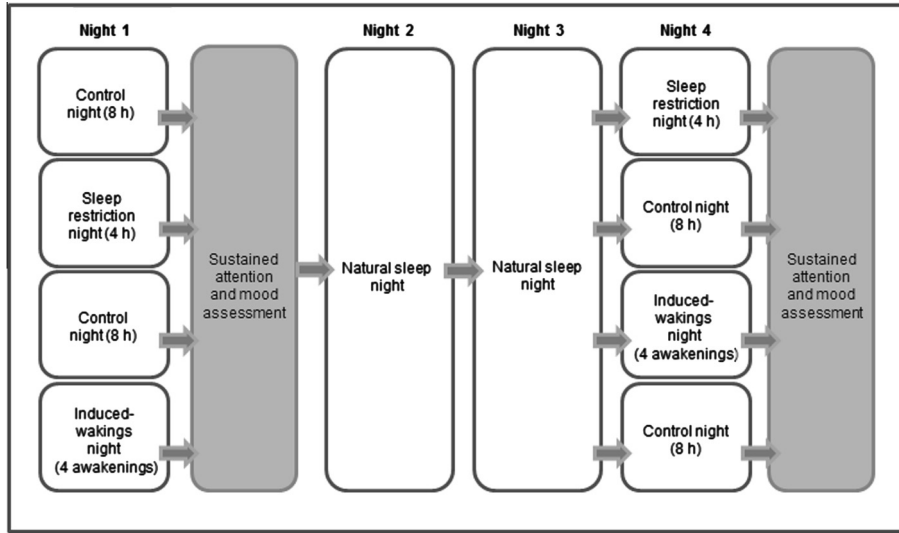 Night 1
Night 2
Night 3
Night 4
Control
night (8 h)
Sleep
restriction
night (4 h)
Control
night (8 h)
Induced-
wakings
night
(4 awakenings)
Sustained
attention
and mood
assessment
Natural sleep
night
Natural sleep
night
Sleep
restriction
night (4 h)
Control night
(8 h)
Induced-
wakings
night
(4 awakenings)
Control night
(8 h)
Sustained
attention
and mood
assessment